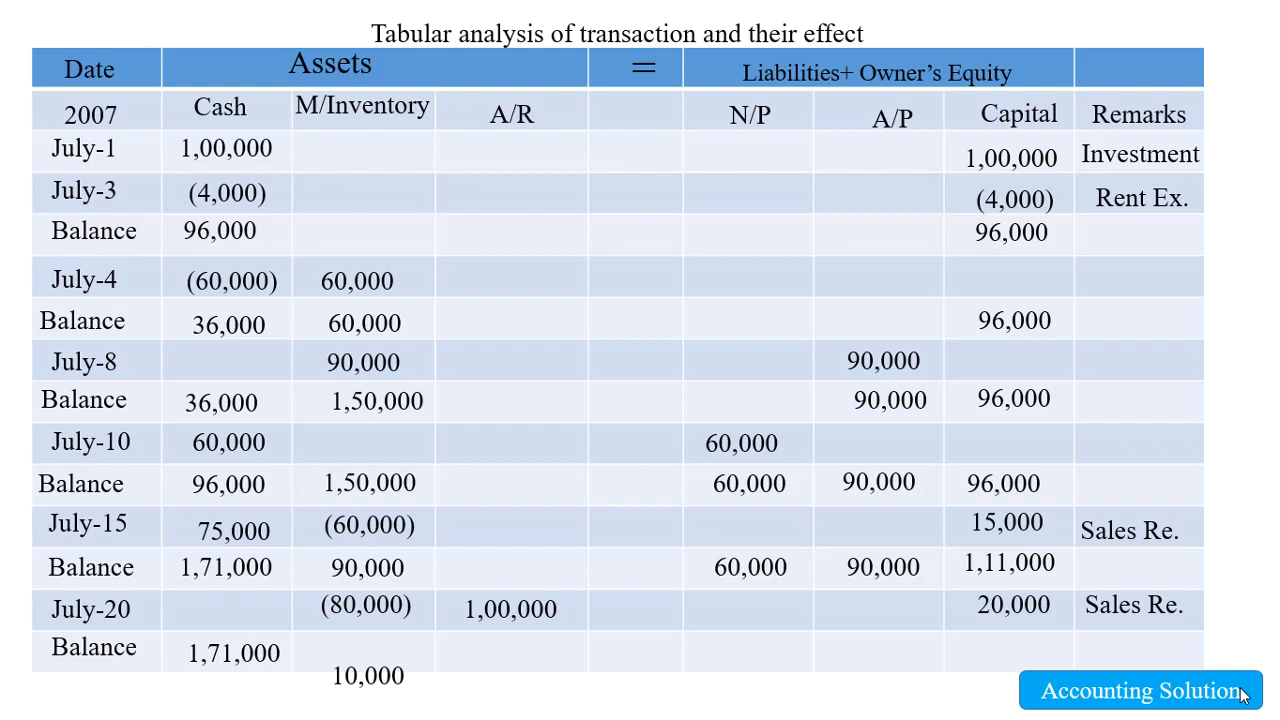 Tabular analysis of transaction and their effect
Date Assets = Liabilities+ Owner's Equity
2007 Cash M/Inventory A/R N/P A/P Capital Remarks
July-1 1,00,000 1,00,000 Investment
July-3 (4,000) (4,000) Rent Ex.
Balance 96,000 96,000
July-4 (60,000) 60,000
Balance 36,000 60,000 96,000
July-8 90,000 90,000
Balance 36,000 1,50,000 90,000 96,000
July-10 60,000 60,000
Balance 96,000 1,50,000 60,000 90,000 96,000
July-15 75,000 (60,000) 15,000 Sales Re.
Balance 1,71,000 90,000 60,000 90,000 1,11,000
July-20 (80,000) 1,00,000 20,000 Sales Re.
Balance 1,71,000 10,000
Accounting Solution